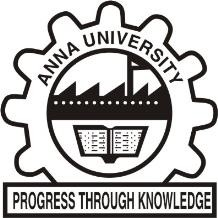 ANNA UNIVERSITY
PROGRESS THROUGH KNOWLEDGE